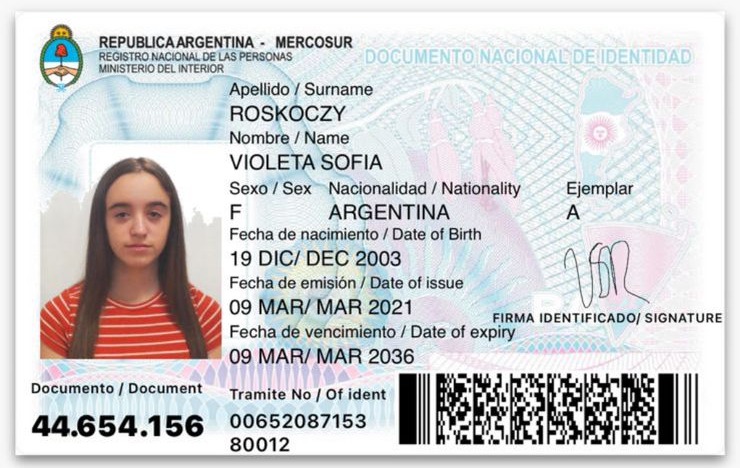 REPUBLICA ARGENTINA - MERCOSUR
REGISTRO NACIONAL DE LAS PERSONAS
MINISTERIO DEL INTERIOR
DOCUMENTO NACIONAL DE IDENTIDAD
Apellido / Surname
ROSKOCZY
Nombre / Name
VIOLETA SOFIA
Sexo / Sex Nacionalidad / Nationality Ejemplar
F ARGENTINA A
Fecha de nacimiento / Date of Birth
19 DIC/ DEC 2003
Fecha de emisión / Date of issue
09 MAR/ MAR 2021
FIRMA IDENTIFICADO/ SIGNATURE
Fecha de vencimiento / Date of expiry
09 MAR/ MAR 2036
Documento / Document
44.654.156
Tramite No / Of ident
00652087153
80012